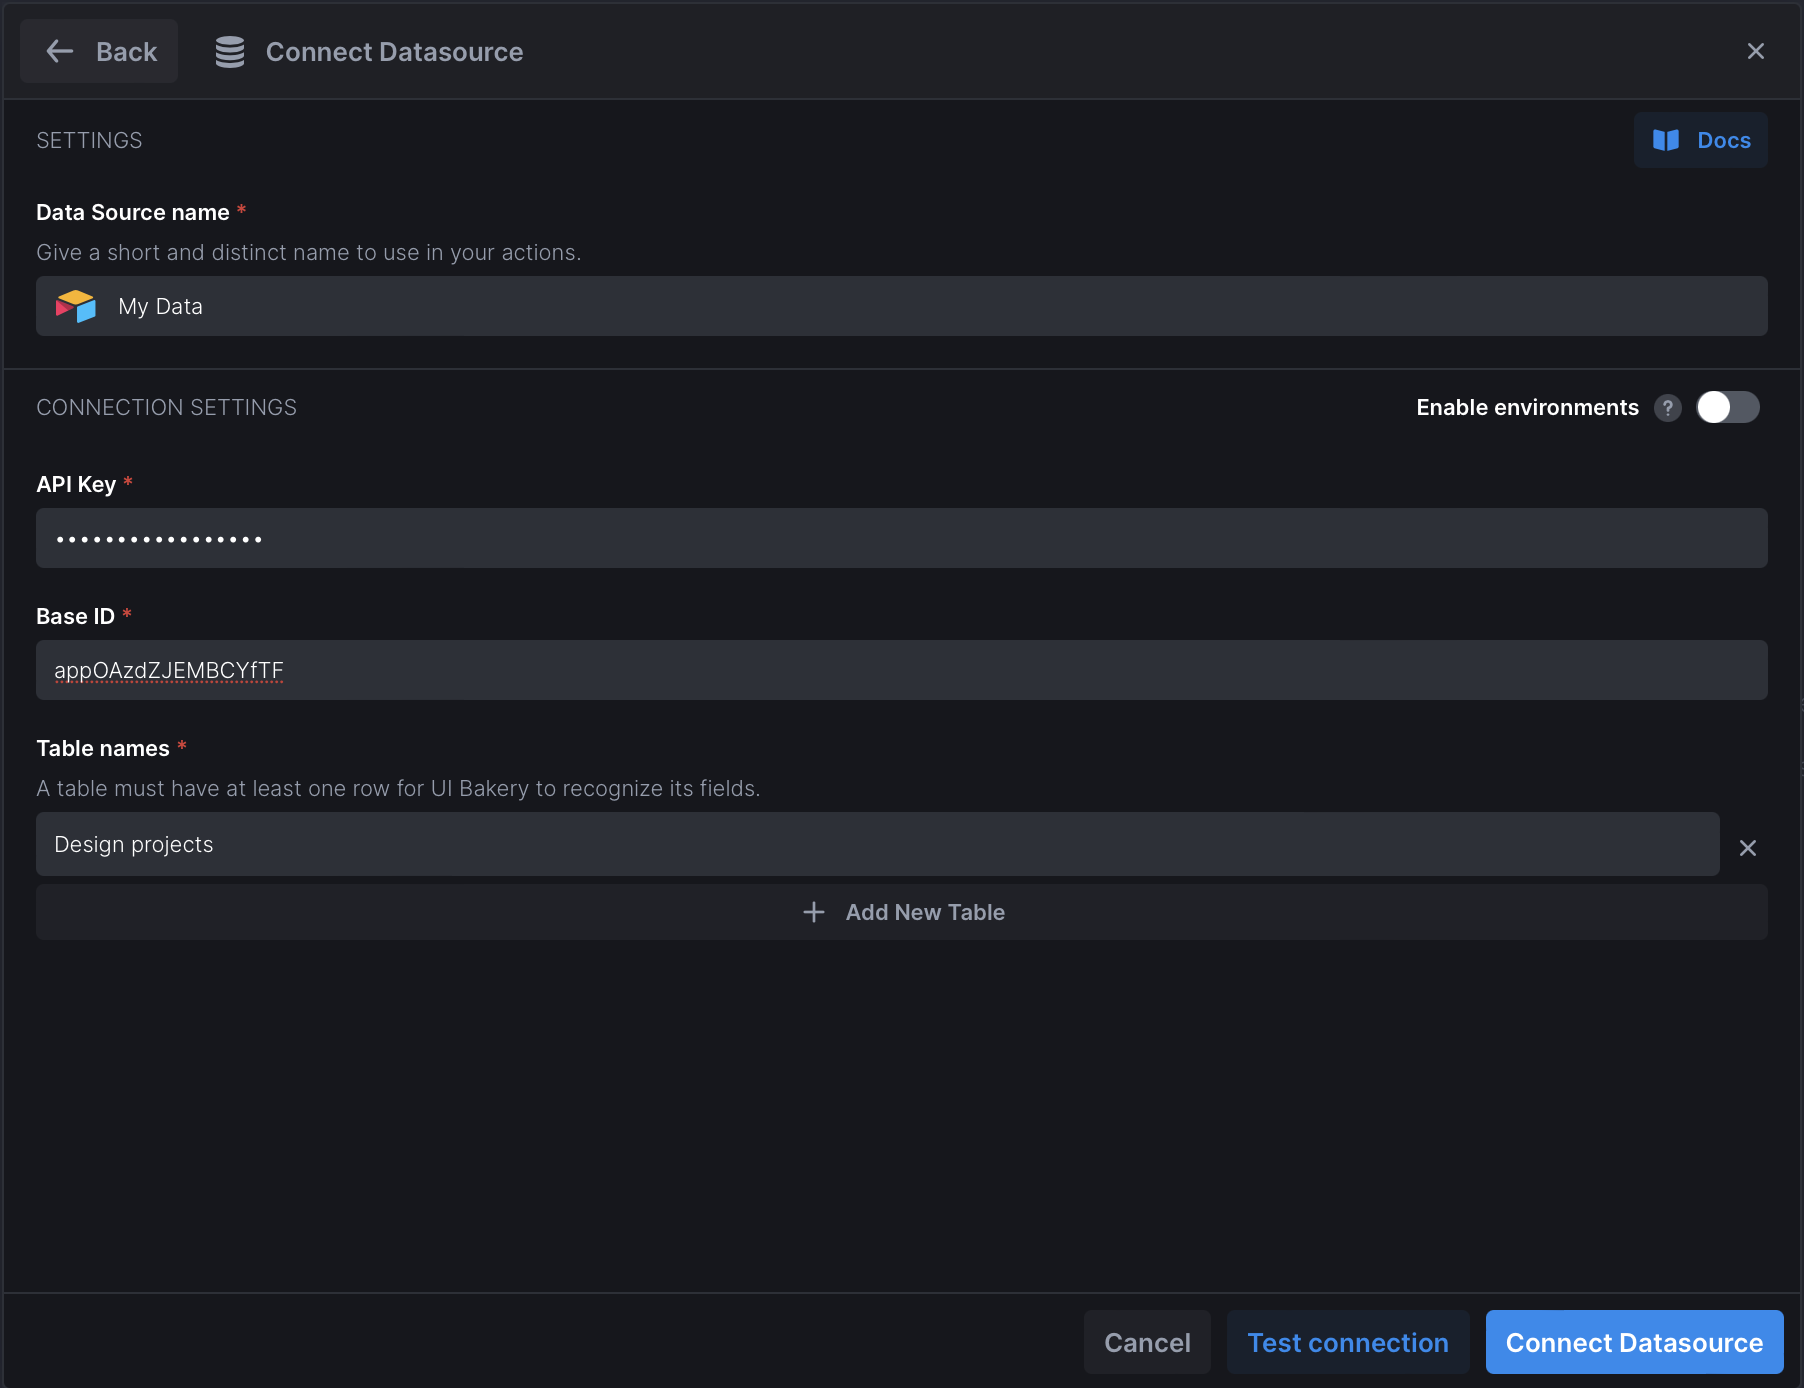 Back
Connect Datasource
SETTINGS
Docs
Data Source name *
Give a short and distinct name to use in your actions.
My Data
CONNECTION SETTINGS
Enable environments ?
API Key *
•••••••••••••••••
Base ID *
appOAzdZJEMBCYfTF
Table names *
A table must have at least one row for UI Bakery to recognize its fields.
Design projects
Add New Table
Cancel
Test connection
Connect Datasource